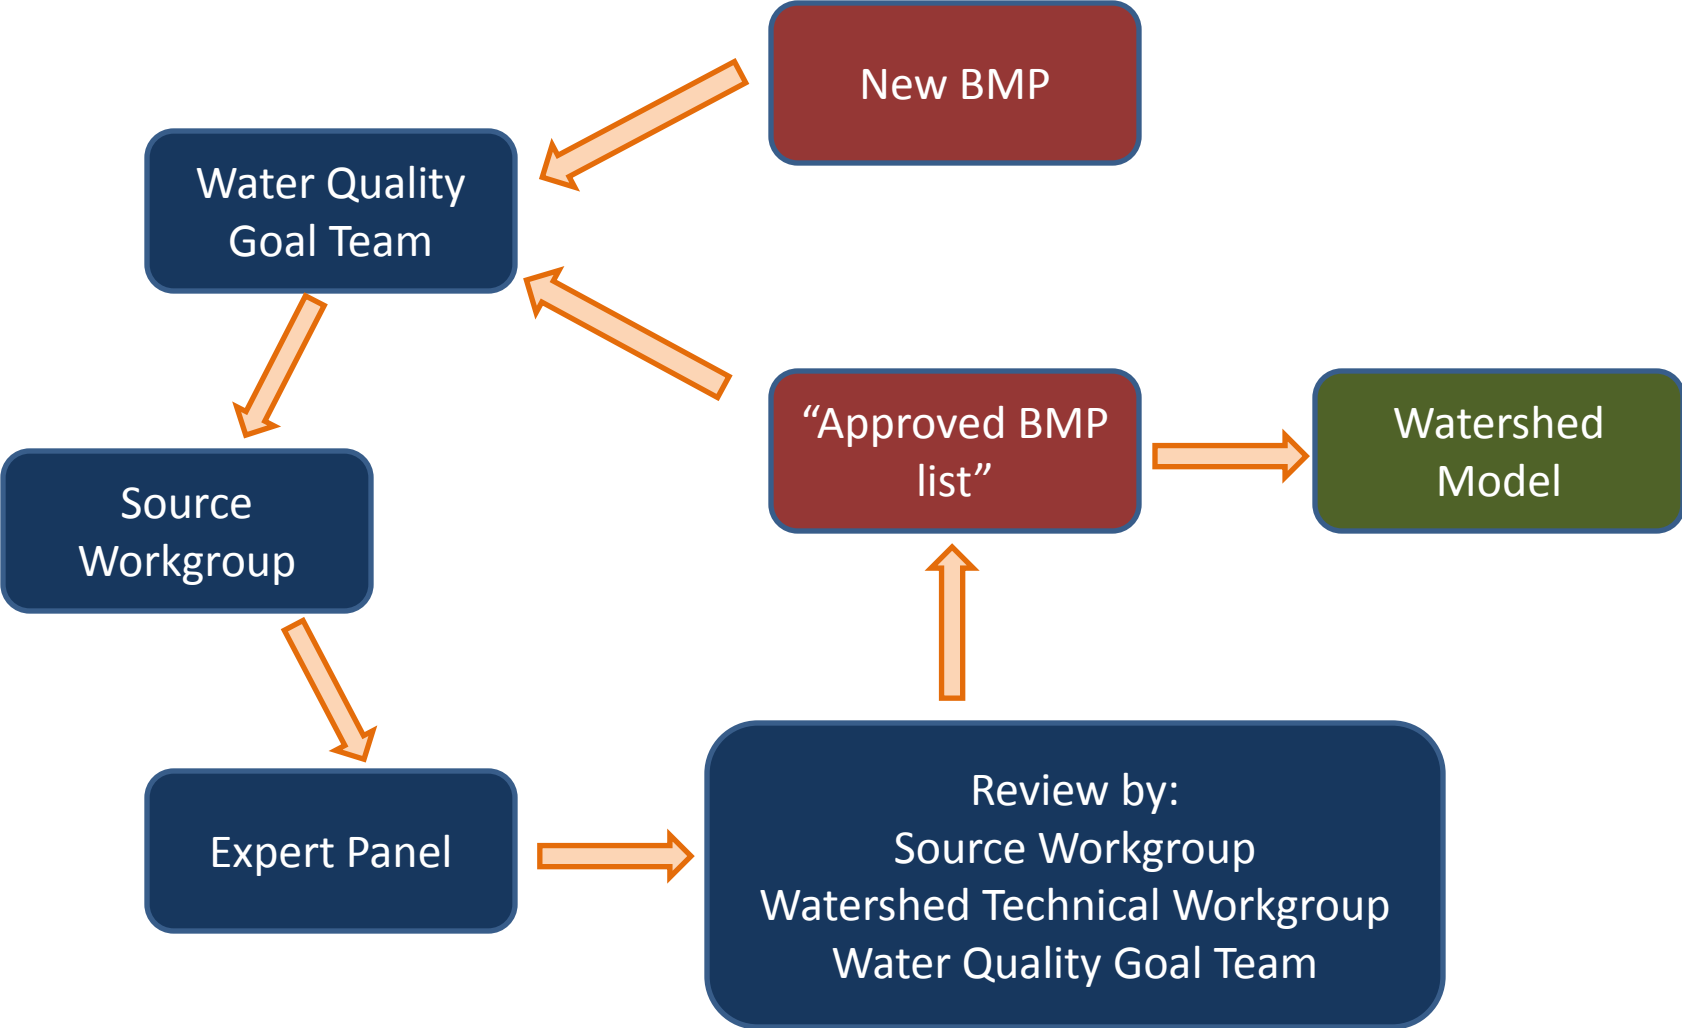 New BMP
Water Quality
Goal Team
“Approved BMP
list”
Watershed
Model
Source
Workgroup
Expert Panel
Review by:
Source Workgroup
Watershed Technical Workgroup
Water Quality Goal Team